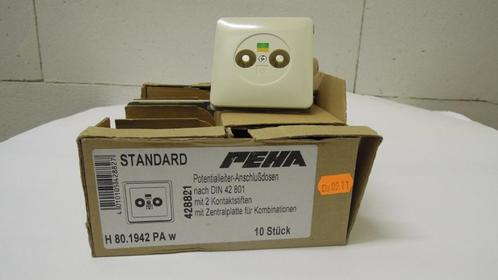 STANDARD
PEHA
Potentialleiter-Anschlußdosen
nach DIN 42 801
mit 2 Kontaktstiften
mit Zentralplatte für Kombinationen
428821
H 80.1942 PA w
10 Stück